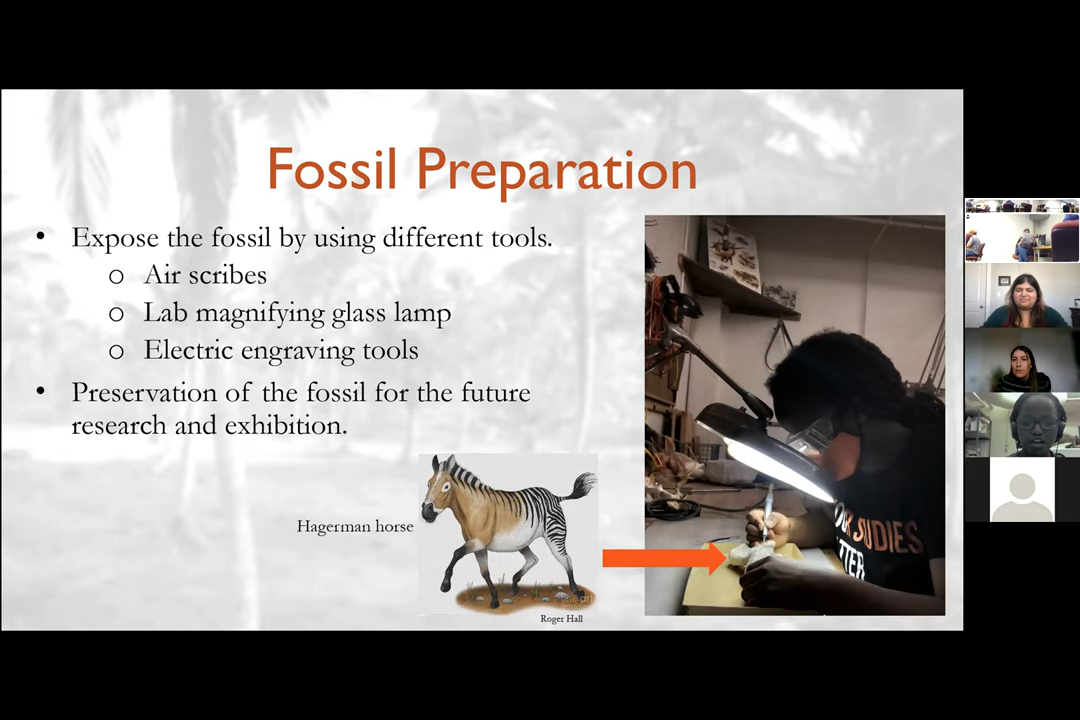 Fossil Preparation
• Expose the fossil by using different tools.
o Air scribes
o Lab magnifying glass lamp
o Electric engraving tools
• Preservation of the fossil for the future
research and exhibition.
Hagerman horse
Roger Hall